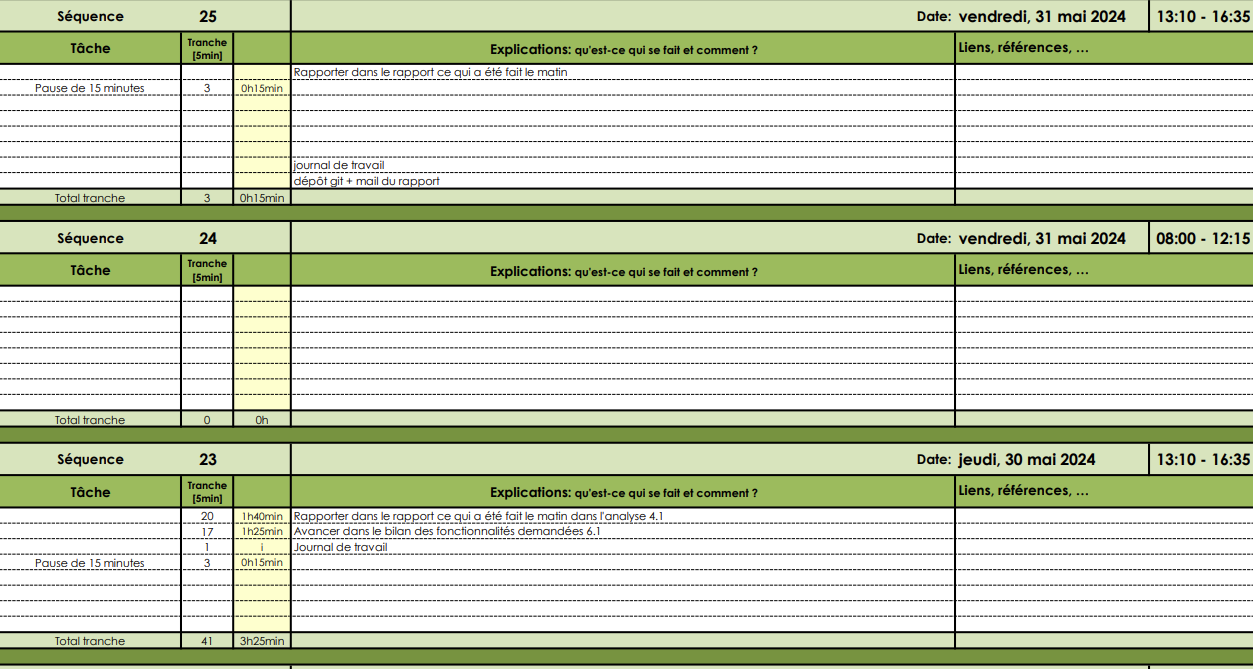 Séquence 25 Date: vendredi, 31 mai 2024 13:10 - 16:35
Tâche Tranche [5min] Explications: qu'est-ce qui se fait et comment ? Liens, références, ...
Rapporter dans le rapport ce qui a été fait le matin
Pause de 15 minutes 3 0h15min
journal de travail
dépôt git + mail du rapport
Total tranche 3 0h15min
Séquence 24 Date: vendredi, 31 mai 2024 08:00 - 12:15
Tâche Tranche [5min] Explications: qu'est-ce qui se fait et comment ? Liens, références, ...
Total tranche 0 0h
Séquence 23 Date: jeudi, 30 mai 2024 13:10 - 16:35
Tâche Tranche [5min] Explications: qu'est-ce qui se fait et comment ? Liens, références, ...
20 1h40min Rapporter dans le rapport ce qui a été fait le matin dans l'analyse 4.1
17 1h25min Avancer dans le bilan des fonctionnalités demandées 6.1
1 i Journal de travail
Pause de 15 minutes 3 0h15min
Total tranche 41 3h25min